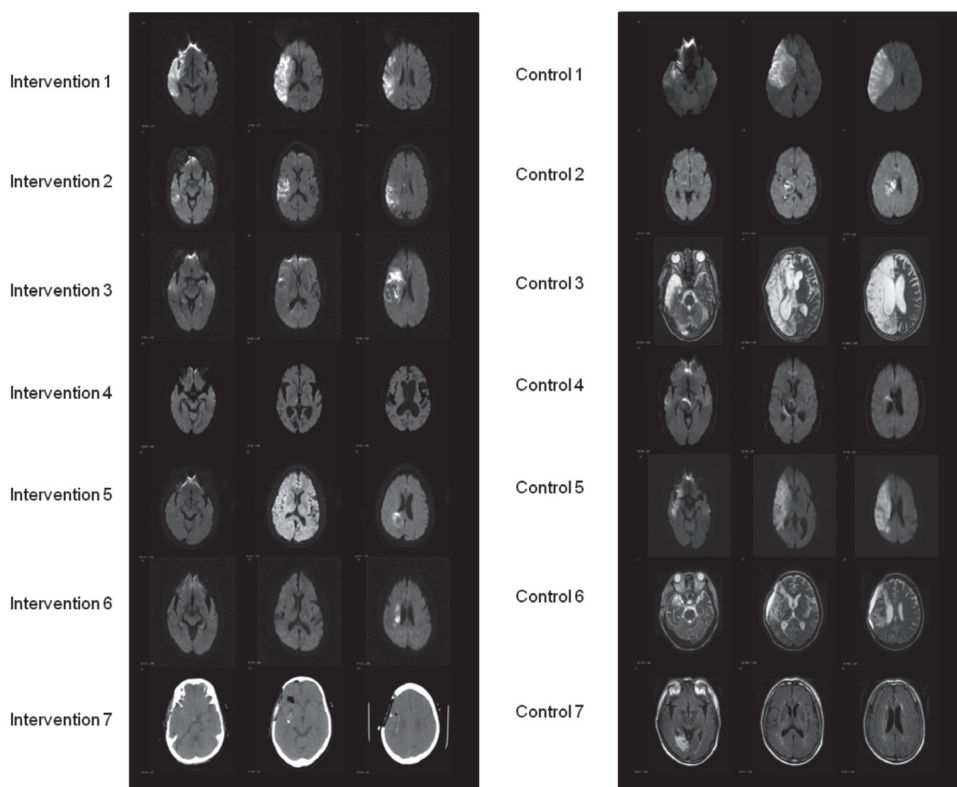 Intervention 1
Intervention 2
Intervention 3
Intervention 4
Intervention 5
Intervention 6
Intervention 7
Control 1
Control 2
Control 3
Control 4
Control 5
Control 6
Control 7